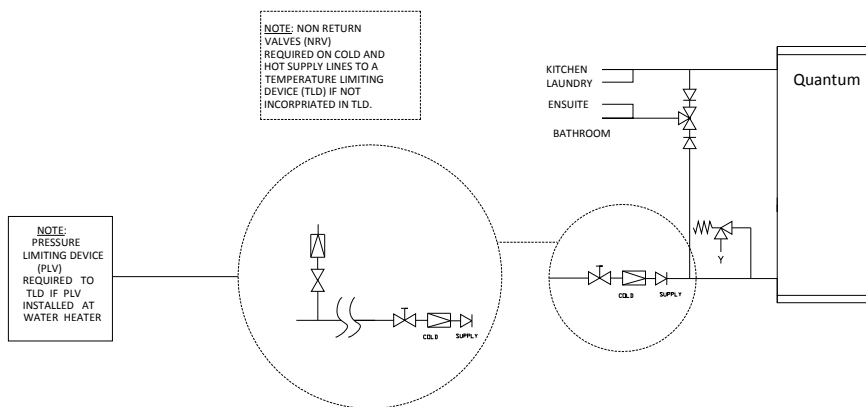 NOTE: NON RETURN
VALVES (NRV)
REQUIRED ON COLD AND
HOT SUPPLY LINES TO A
TEMPERATURE LIMITING
DEVICE (TLD) IF NOT
INCORPRIATED IN TLD.
KITCHEN
LAUNDRY
ENSUITE
BATHROOM
Quantum
NOTE:
PRESSURE
LIMITING DEVICE
(PLV)
REQUIRED TO
TLD IF PLV
INSTALLED AT
WATER HEATER
COLD
SUPPLY
COLD
SUPPLY